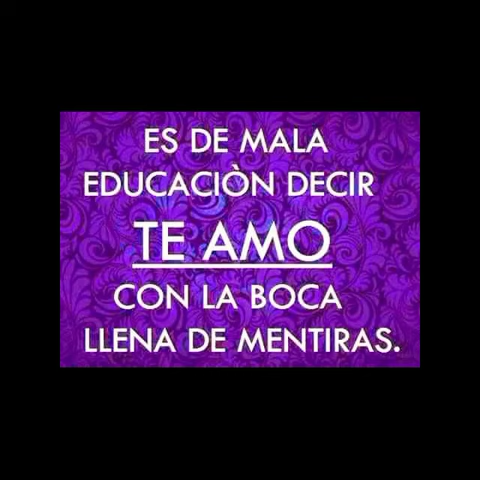 ES DE MALA
EDUCACIÒN DECIR
TE AMO
CON LA BOCA
LLENA DE MENTIRAS.